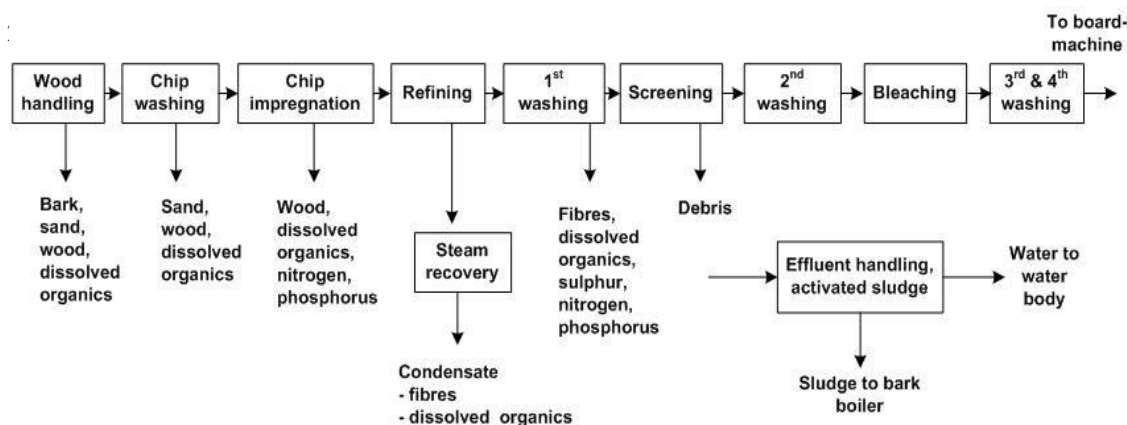 To board-
machine
Wood
handling
Chip
washing
Chip
impregnation
Refining
1st
washing
Screening
2nd
washing
Bleaching
3rd & 4th
washing
Bark,
sand,
wood,
dissolved
organics
Sand,
wood,
dissolved
organics
Wood,
dissolved
organics,
nitrogen,
phosphorus
Steam
recovery
Condensate
- fibres
- dissolved organics
Fibres,
dissolved
organics,
sulphur,
nitrogen,
phosphorus
Debris
Effluent handling,
activated sludge
Water to
water
body
Sludge to bark
boiler